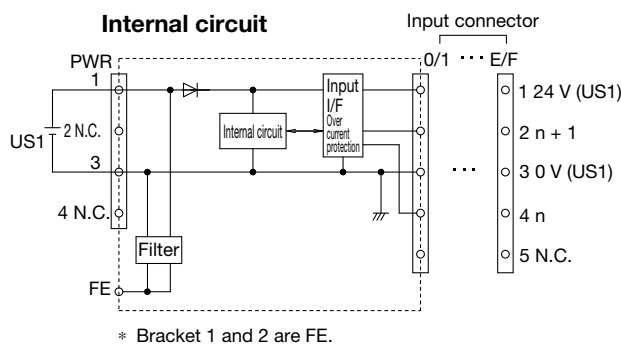 Internal circuit
Input connector
PWR
0/1 ··· E/F
1
US1
2 N.C.
3
4 N.C.
Internal circuit
Input
I/F
Over
current
protection
Filter
FE
1 24 V (US1)
2 n + 1
··· 3 0 V (US1)
4 n
5 N.C.
* Bracket 1 and 2 are FE.